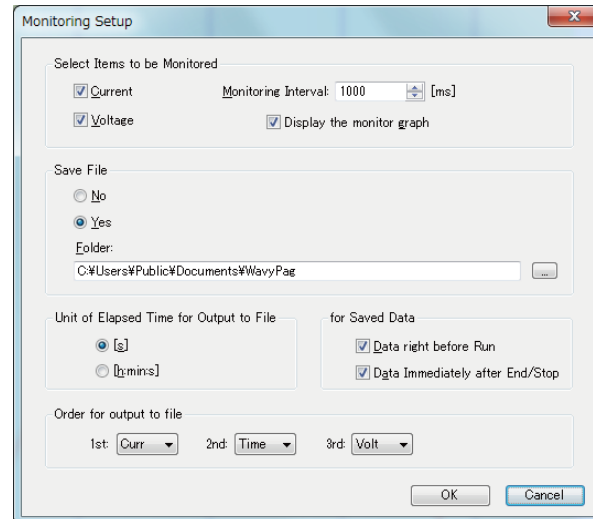 Monitoring Setup
x
Select Items to be Monitored
Current Monitoring Interval: 1000 [ms]
Voltage Display the monitor graph
Save File
No
Yes
Folder:
C:¥Users¥Public¥Documents¥WavyPag ...
Unit of Elapsed Time for Output to File
[s]
[h:min:s]
for Saved Data
Data right before Run
Data Immediately after End/Stop
Order for output to file
1st: Curr 2nd: Time 3rd: Volt
OK Cancel